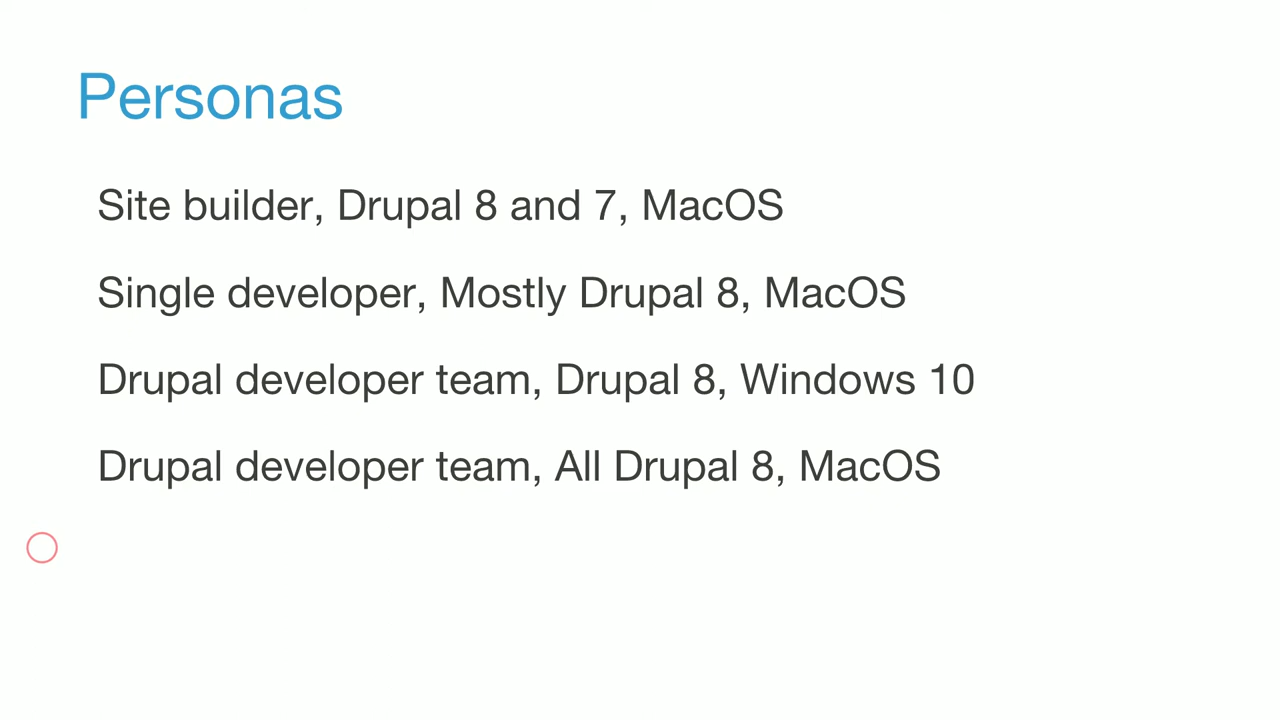 Personas
Site builder, Drupal 8 and 7, MacOS
Single developer, Mostly Drupal 8, MacOS
Drupal developer team, Drupal 8, Windows 10
Drupal developer team, All Drupal 8, MacOS